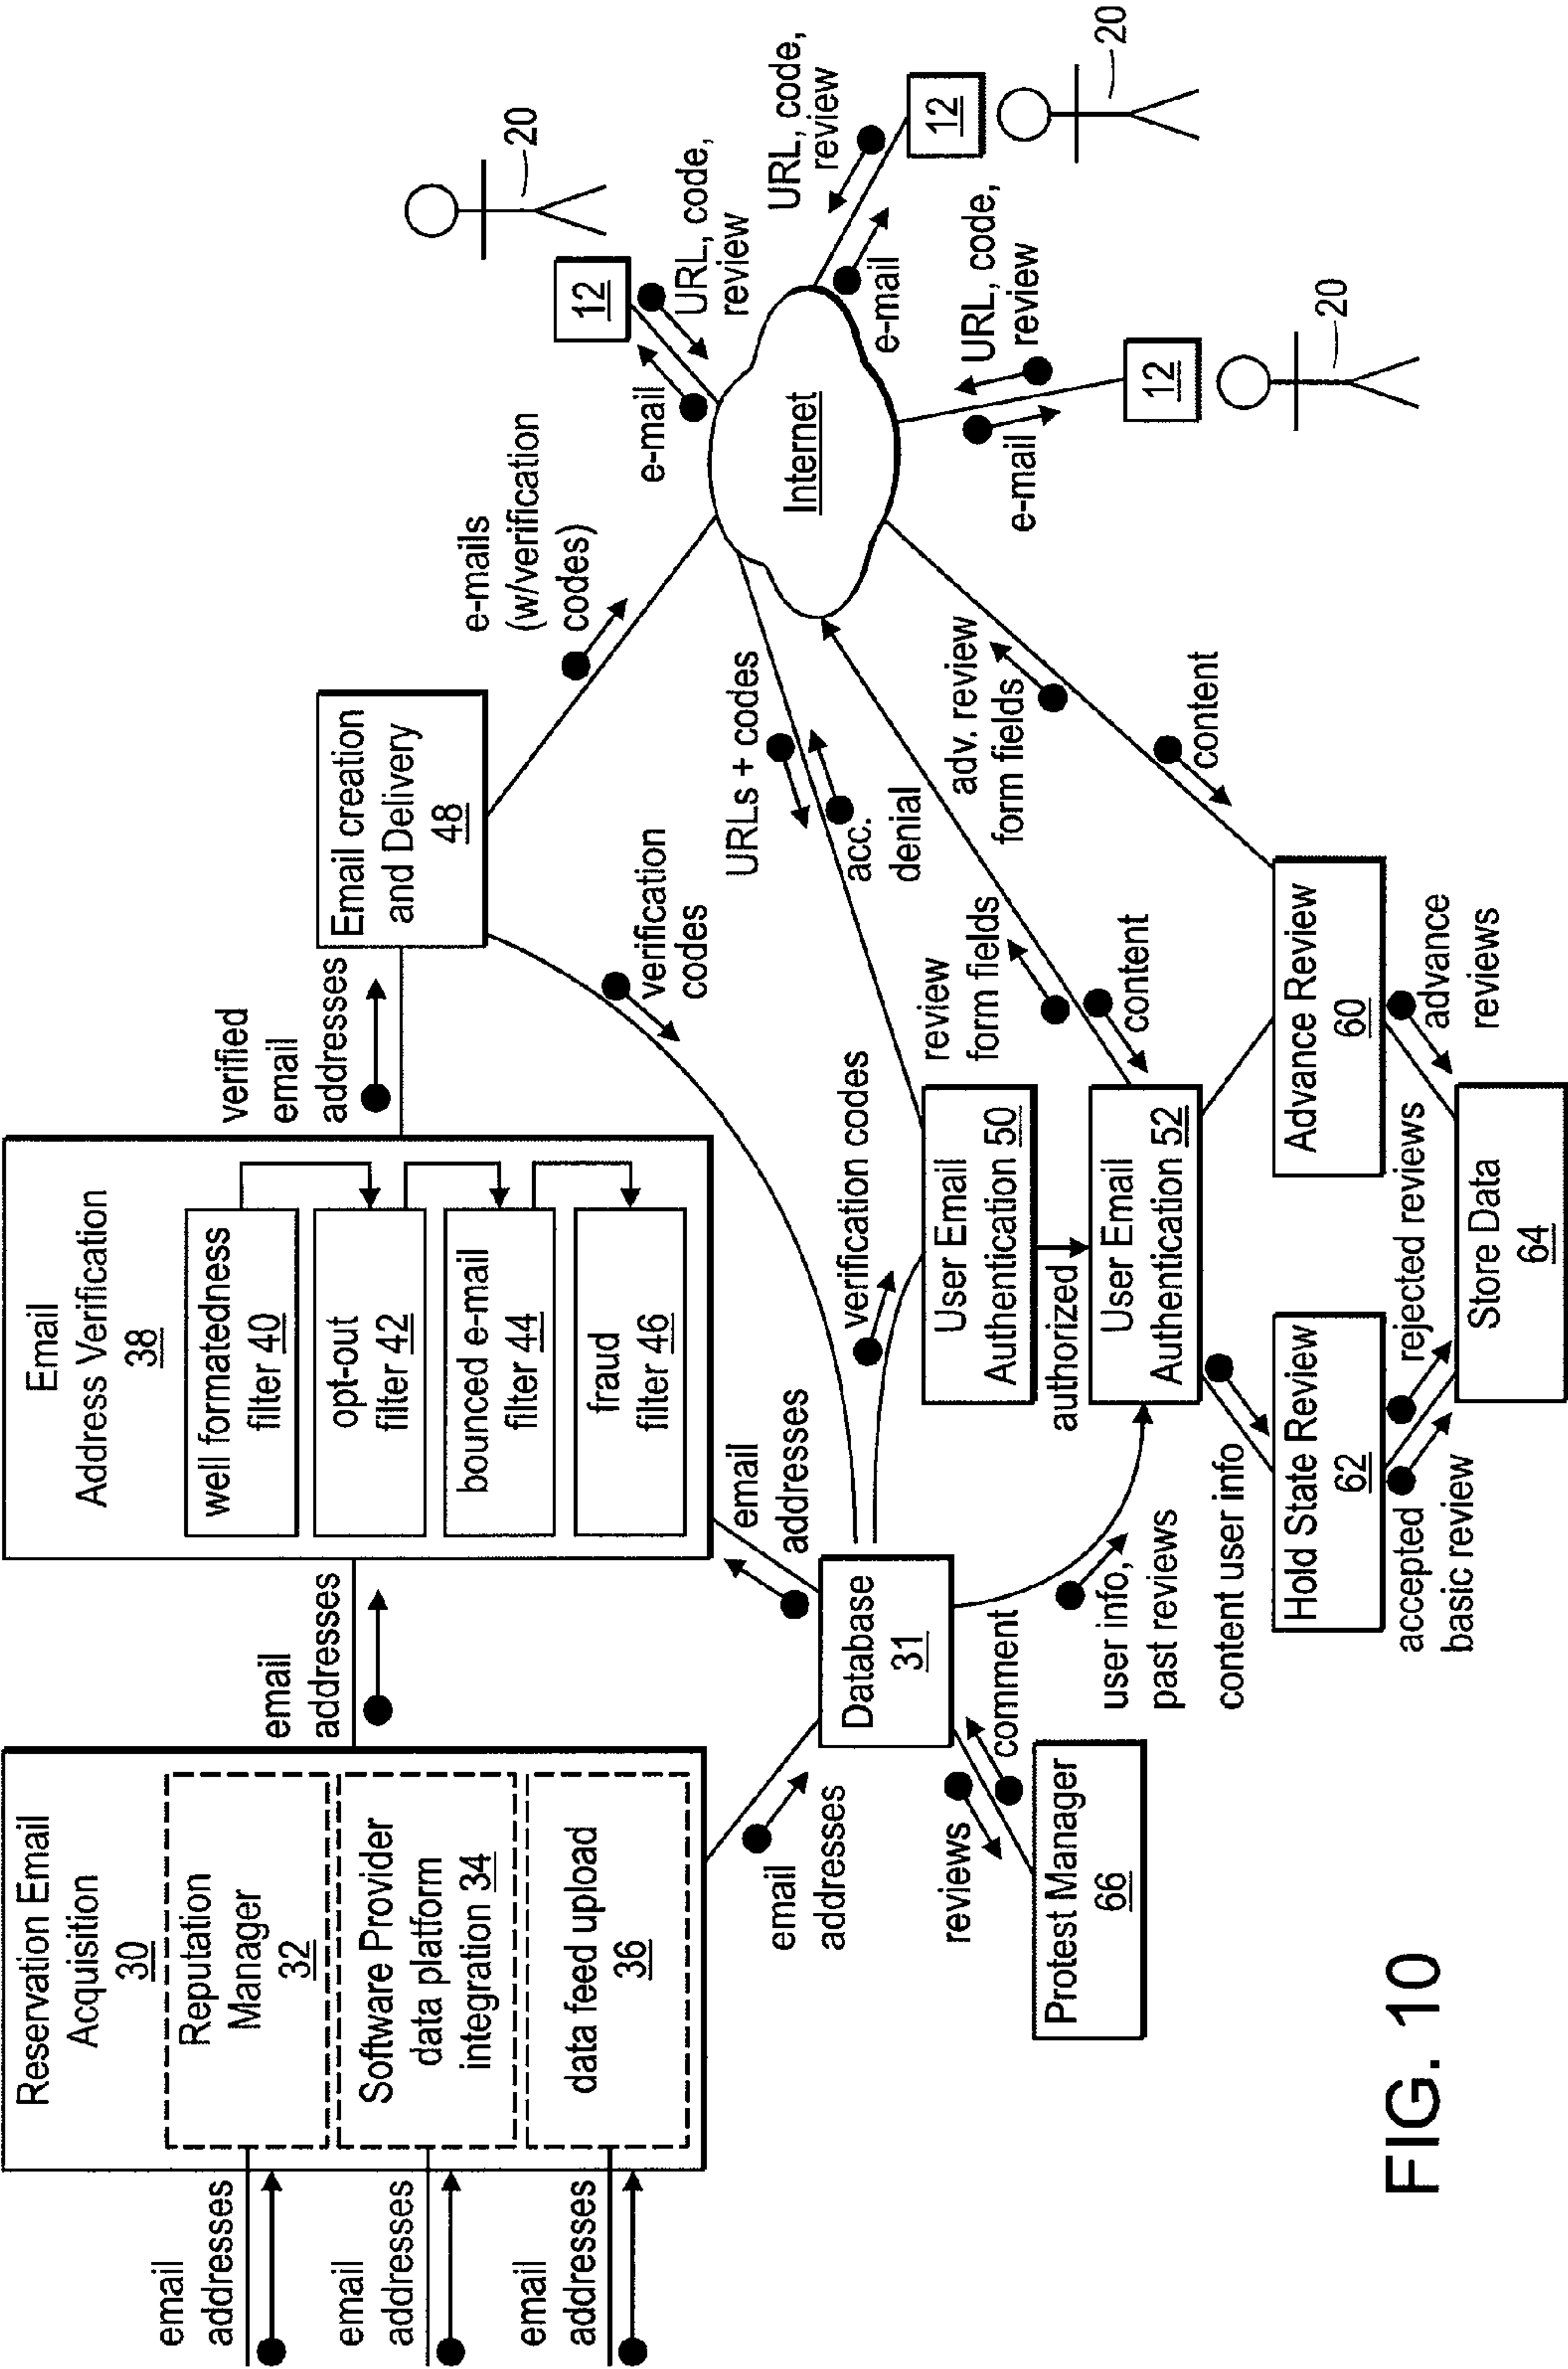 Reservation Email
Acquisition
30
Reputation
Manager
32
Software Provider
data platform
integration 34
data feed upload
36
email
addresses
email
addresses
email
addresses
email
addresses
Email
Address Verification
38
well formatedness
filter 40
opt-out
filter 42
bounced e-mail
filter 44
fraud
filter 46
verified
email
addresses
Email creation
and Delivery
48
e-mails
(w/verification
codes)
verification
codes
email
addresses
email
addresses
Database
31
reviews
comment
Protest Manager
66
user info,
past reviews
verification codes
User Email
Authentication 50
authorized
User Email
Authentication 52
URLs + codes
acc.
denial
review
form fields
content
adv. review
form fields
content
Internet
e-mail
URL, code,
review
12
20
e-mail
URL, code,
review
12
20
e-mail
URL, code,
review
12
20
content user info
Hold State Review
62
accepted
basic review
rejected reviews
Advance Review
60
advance
reviews
Store Data
64
FIG. 10